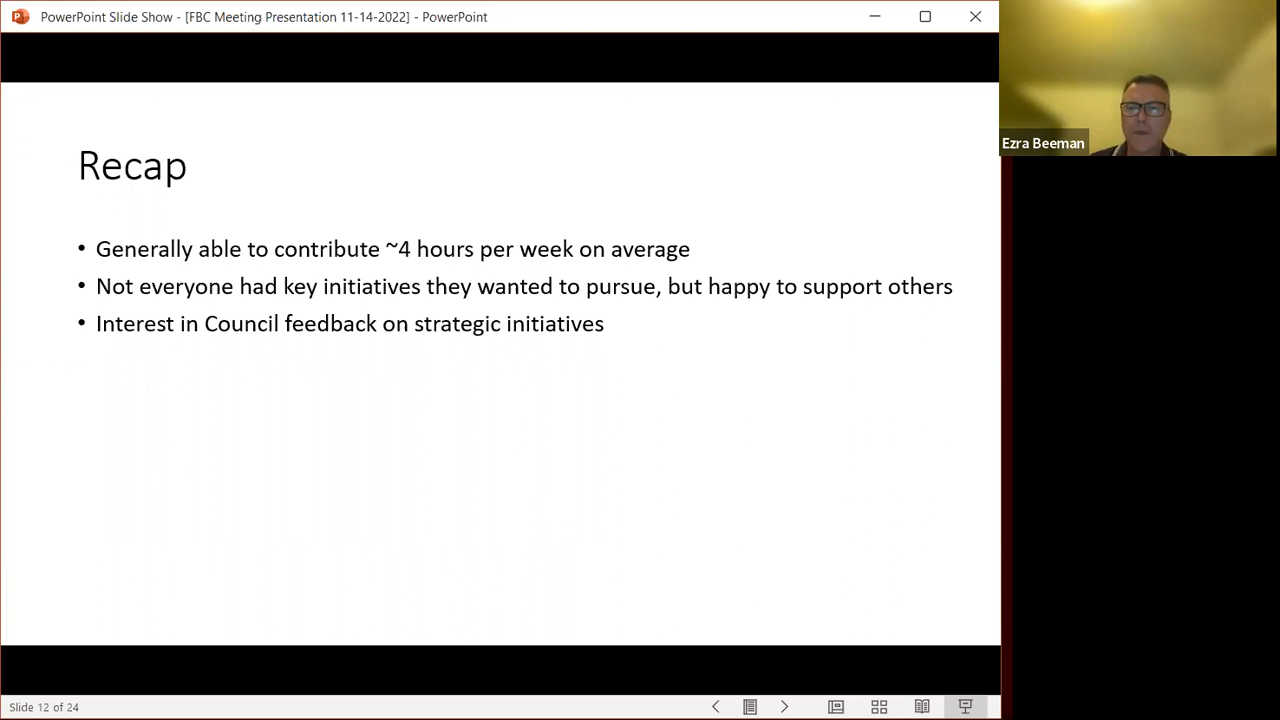 PowerPoint Slide Show - [FBC Meeting Presentation 11-14-2022] - PowerPoint
Ezra Beeman
Recap
• Generally able to contribute ~4 hours per week on average
• Not everyone had key initiatives they wanted to pursue, but happy to support others
• Interest in Council feedback on strategic initiatives
Slide 12 of 24